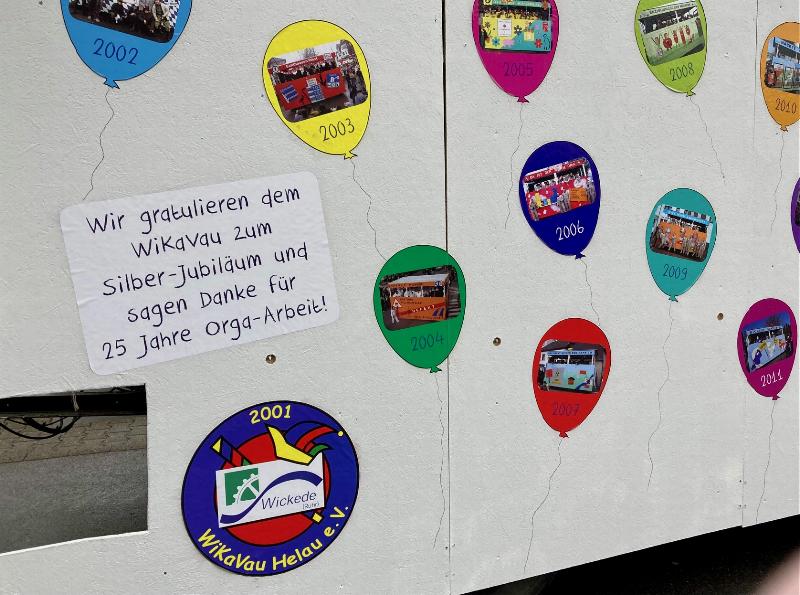 2002
2003
2005
2008
2010
Wir gratulieren dem
WiKaVau zum
Silber-Jubiläum und
sagen Danke für
25 Jahre Orga-Arbeit!
2006
2009
2004
2007
2011
2001
Wickede
(Ruhr)
WiKaVau Helau e.V.